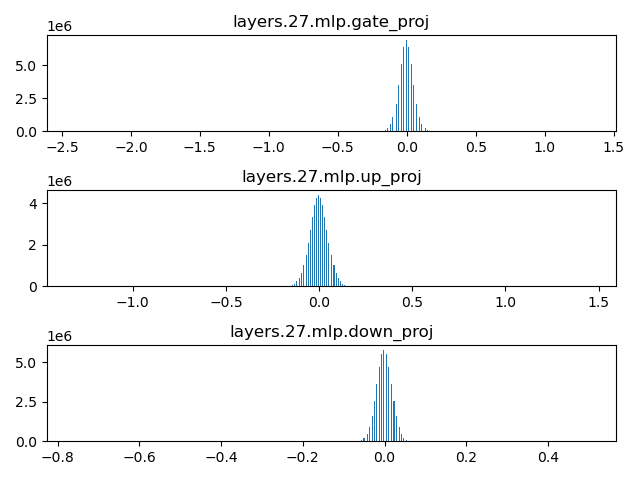 layers.27.mlp.gate_proj
1e6
5.0
2.5
0.0
−2.5 −2.0 −1.5 −1.0 −0.5 0.0 0.5 1.0 1.5
layers.27.mlp.up_proj
1e6
4
2
0
−1.0 −0.5 0.0 0.5 1.0 1.5
layers.27.mlp.down_proj
1e6
5.0
2.5
0.0
−0.8 −0.6 −0.4 −0.2 0.0 0.2 0.4